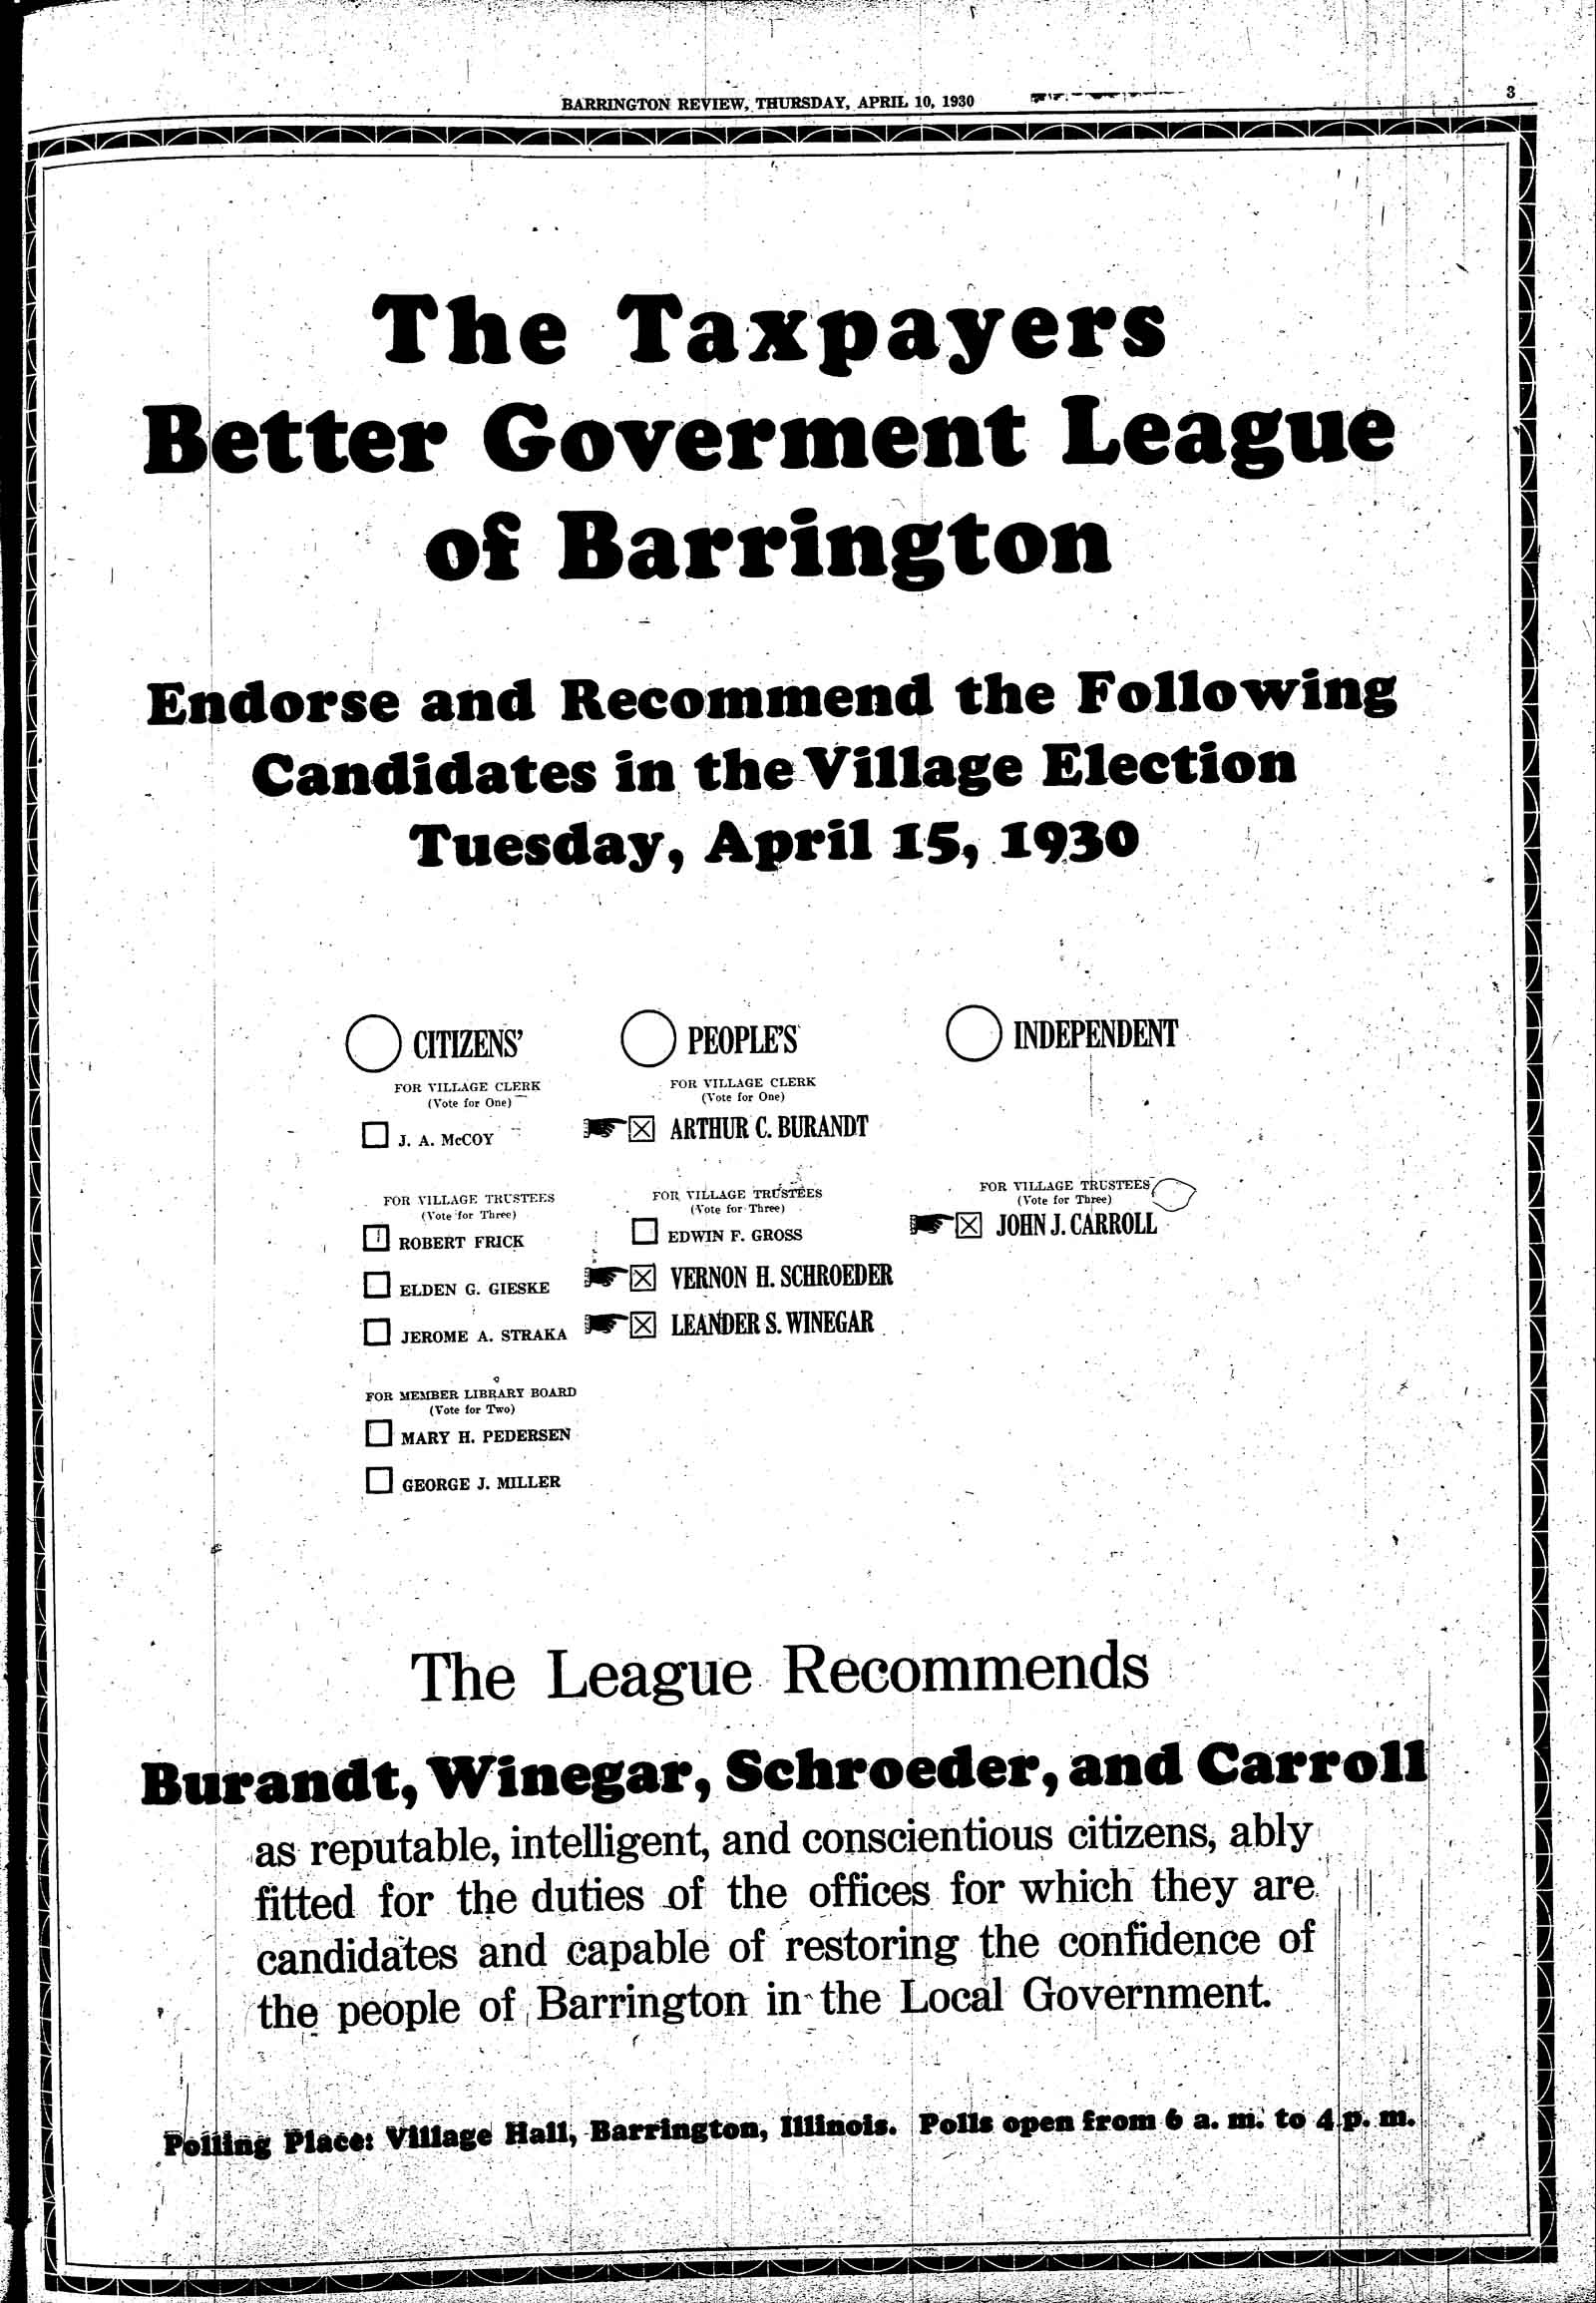 BARRINGTON REVIEW, THURSDAY, APRIL 10, 1930
3
The Taxpayers
Better Goverment League
of Barrington
Endorse and Recommend the Following
Candidates in the Village Election
Tuesday, April 15, 1930
CITIZENS'
FOR VILLAGE CLERK
(Vote for One)
J. A. McCOY
FOR VILLAGE TRUSTEES
(Vote for Three)
ROBERT FRICK
ELDEN G. GIESKE
JEROME A. STRAKA
FOR MEMBER LIBRARY BOARD
(Vote for Two)
MARY H. PEDERSEN
GEORGE J. MILLER
PEOPLE'S
FOR VILLAGE CLERK
(Vote for One)
ARTHUR C. BURANDT
FOR VILLAGE TRUSTEES
(Vote for Three)
EDWIN F. GROSS
VERNON H. SCHROEDER
LEANDER S. WINEGAR
INDEPENDENT
FOR VILLAGE TRUSTEES
(Vote for Three)
JOHN J. CARROLL
The League Recommends
Burandt, Winegar, Schroeder, and Carroll
as reputable, intelligent, and conscientious citizens, ably
fitted for the duties of the offices for which they are
candidates and capable of restoring the confidence of
the people of Barrington in the Local Government.
Polling Place: Village Hall, Barrington, Illinois. Polls open from 6 a. m. to 4 p. m.